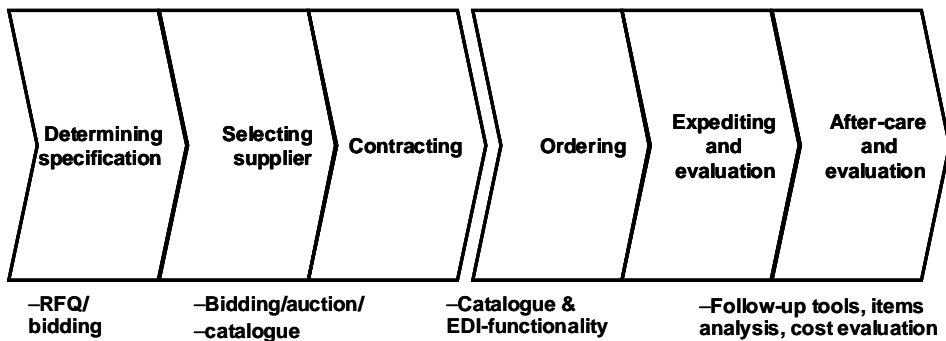 Determining
specification
Selecting
supplier
Contracting
Ordering
Expediting
and
evaluation
After-care
and
evaluation
–RFQ/
bidding
–Bidding/auction/
–catalogue
–Catalogue &
EDI-functionality
–Follow-up tools, items
analysis, cost evaluation